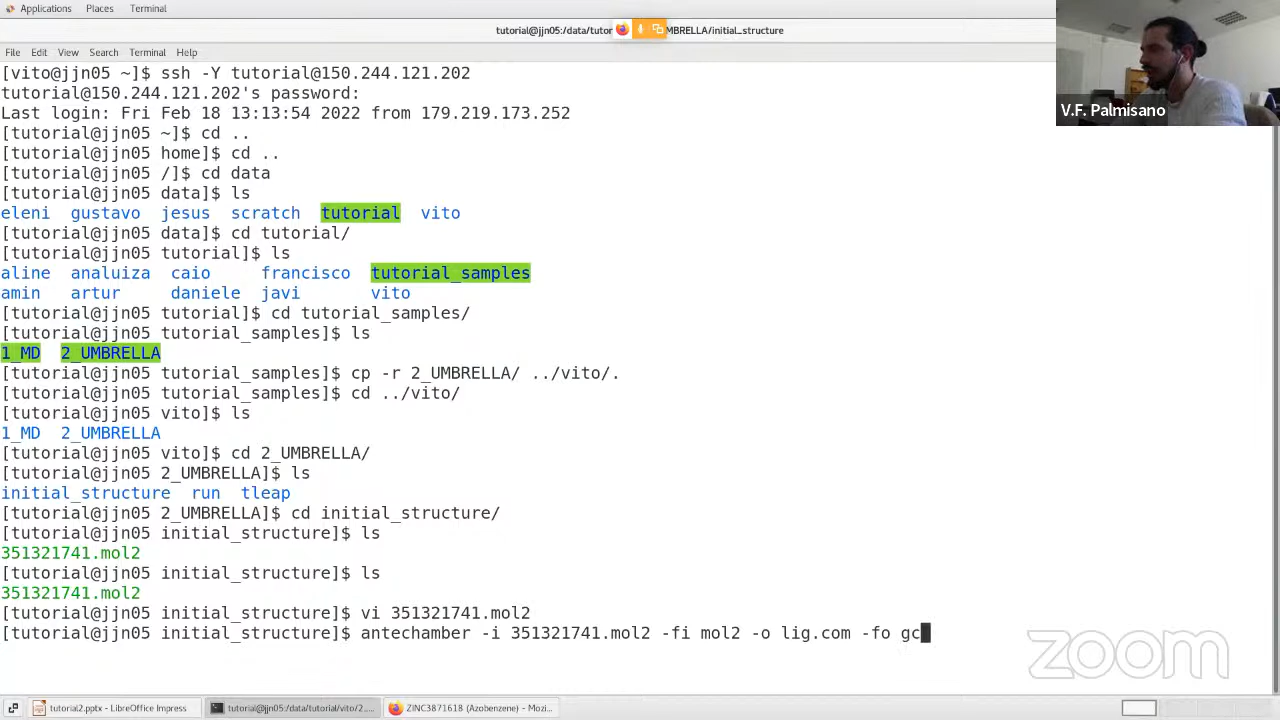 Applications Places Terminal
tutorial@jjn05:/data/tutor MBRELLA/initial_structure
File Edit View Search Terminal Help
[vito@jjn05 ~]$ ssh -Y tutorial@150.244.121.202
tutorial@150.244.121.202's password:
Last login: Fri Feb 18 13:13:54 2022 from 179.219.173.252
[tutorial@jjn05 ~]$ cd ..
[tutorial@jjn05 home]$ cd ..
[tutorial@jjn05 /]$ cd data
[tutorial@jjn05 data]$ ls
eleni gustavo jesus scratch tutorial vito
[tutorial@jjn05 data]$ cd tutorial/
[tutorial@jjn05 tutorial]$ ls
aline analuiza caio francisco tutorial_samples
amin artur daniele javi vito
[tutorial@jjn05 tutorial]$ cd tutorial_samples/
[tutorial@jjn05 tutorial_samples]$ ls
1_MD 2_UMBRELLA
[tutorial@jjn05 tutorial_samples]$ cp -r 2_UMBRELLA/ ../vito/.
[tutorial@jjn05 tutorial_samples]$ cd ../vito/
[tutorial@jjn05 vito]$ ls
1_MD 2_UMBRELLA
[tutorial@jjn05 vito]$ cd 2_UMBRELLA/
[tutorial@jjn05 2_UMBRELLA]$ ls
initial_structure run tleap
[tutorial@jjn05 2_UMBRELLA]$ cd initial_structure/
[tutorial@jjn05 initial_structure]$ ls
351321741.mol2
[tutorial@jjn05 initial_structure]$ ls
351321741.mol2
[tutorial@jjn05 initial_structure]$ vi 351321741.mol2
[tutorial@jjn05 initial_structure]$ antechamber -i 351321741.mol2 -fi mol2 -o lig.com -fo gc
V.F. Palmisano
zoom
tutorial2.pptx - LibreOffice Impress tutorial@jjn05:/data/tutorial/vito/2.... ZINC3871618 (Azobenzene) - Mozi...